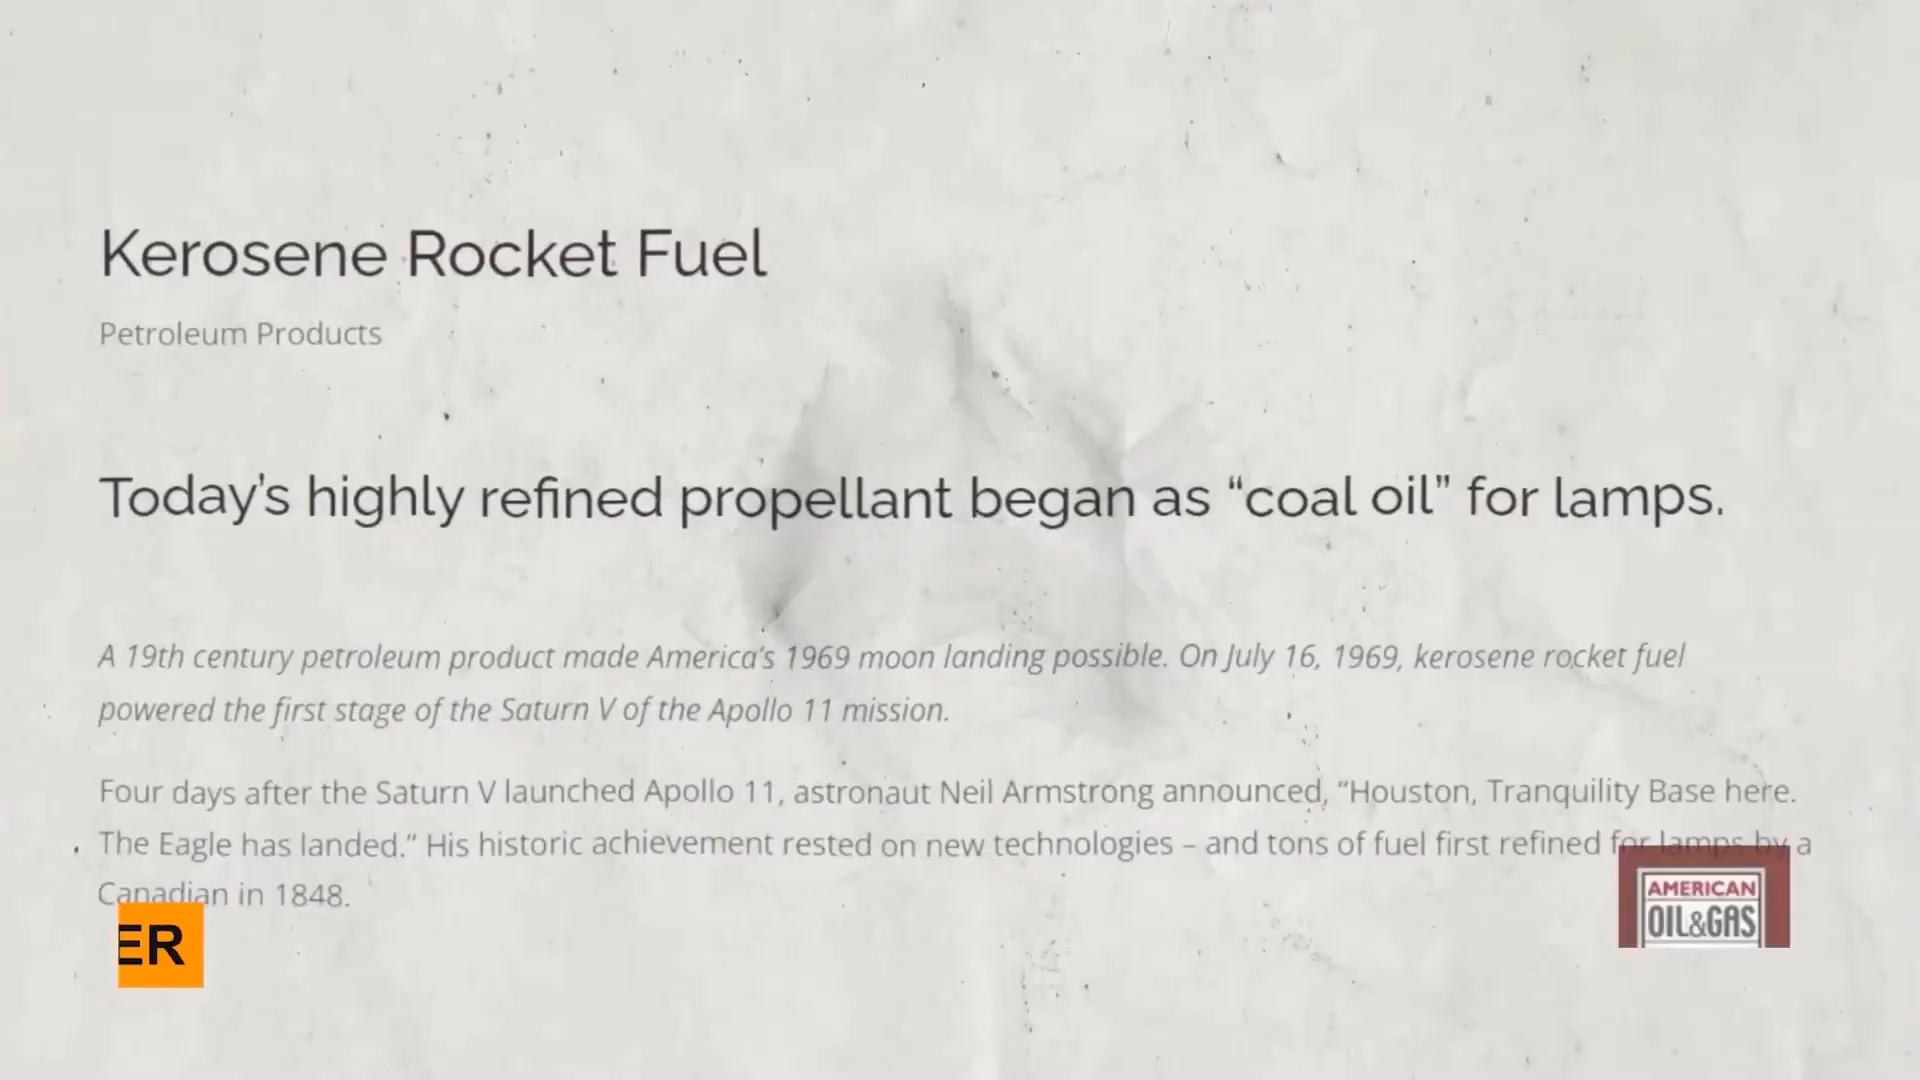 Kerosene Rocket Fuel
Petroleum Products
Today's highly refined propellant began as “coal oil” for lamps.
A 19th century petroleum product made America's 1969 moon landing possible. On July 16, 1969, kerosene rocket fuel
powered the first stage of the Saturn V of the Apollo 11 mission.
Four days after the Saturn V launched Apollo 11, astronaut Neil Armstrong announced, “Houston, Tranquility Base here.
The Eagle has landed.” His historic achievement rested on new technologies – and tons of fuel first refined for lamps by a
Canadian in 1848.
ER
AMERICAN
OIL&GAS